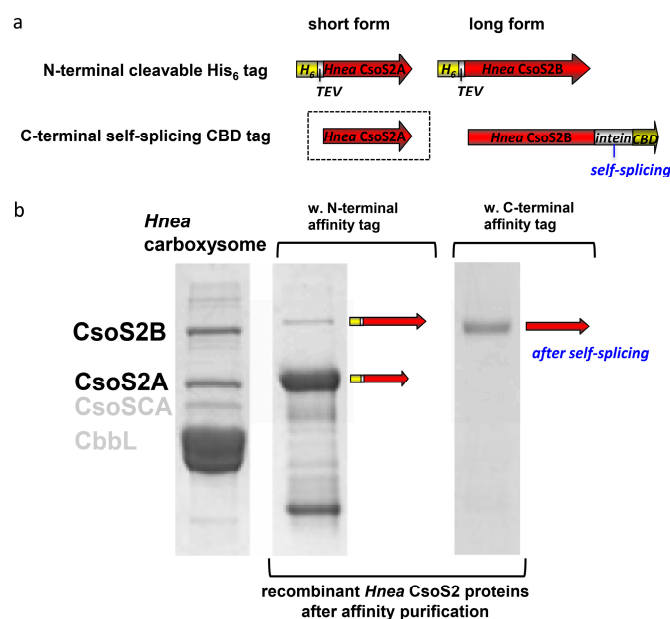 a
short form long form
N-terminal cleavable His6 tag
H6 Hnea CsoS2A H6 Hnea CsoS2B
TEV TEV
C-terminal self-splicing CBD tag
Hnea CsoS2A Hnea CsoS2B intein CBD
self-splicing
b
Hnea
carboxysome
w. N-terminal
affinity tag
w. C-terminal
affinity tag
CsoS2B
after self-splicing
CsoS2A
CsoSCA
CbbL
recombinant Hnea CsoS2 proteins
after affinity purification